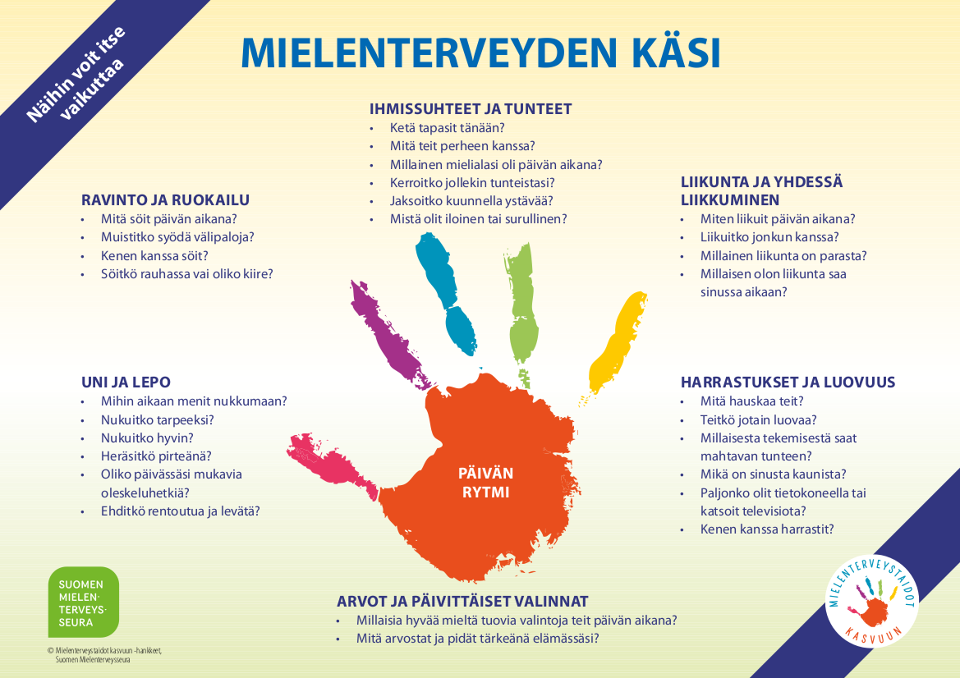 Näihin voit itse
vaikuttaa
MIELENTERVEYDEN KÄSI
IHMISSUHTEET JA TUNTEET
• Ketä tapasit tänään?
• Mitä teit perheen kanssa?
• Millainen mielialasi oli päivän aikana?
• Kerroitko jollekin tunteistasi?
• Jaksoitko kuunnella ystävää?
• Mistä olit iloinen tai surullinen?
RAVINTO JA RUOKAILU
• Mitä söit päivän aikana?
• Muistitko syödä välipaloja?
• Kenen kanssa söit?
• Söitkö rauhassa vai oliko kiire?
LIIKUNTA JA YHDESSÄ
LIIKKUMINEN
• Miten liikuit päivän aikana?
• Liikuitko jonkun kanssa?
• Millainen liikunta on parasta?
• Millaisen olon liikunta saa
sinussa aikaan?
UNI JA LEPO
• Mihin aikaan menit nukkumaan?
• Nukuitko tarpeeksi?
• Nukuitko hyvin?
• Heräsitkö pirteänä?
• Oliko päivässäsi mukavia
oleskeluhetkiä?
• Ehditkö rentoutua ja levätä?
HARRASTUKSET JA LUOVUUS
• Mitä hauskaa teit?
• Teitkö jotain luovaa?
• Millaisesta tekemisestä saat
mahtavan tunteen?
• Mikä on sinusta kaunista?
• Paljonko olit tietokoneella tai
katsoit televisiota?
• Kenen kanssa harrastit?
PÄIVÄN
RYTMI
ARVOT JA PÄIVITTÄISET VALINNAT
• Millaisia hyvää mieltä tuovia valintoja teit päivän aikana?
• Mitä arvostat ja pidät tärkeänä elämässäsi?
SUOMEN
MIELEN-
TERVEYS-
SEURA
© Mielenterveystaidot kasvuun -hankkeet,
Suomen Mielenterveysseura
MIELENTERVEYSTAIDOT
KASVUUN